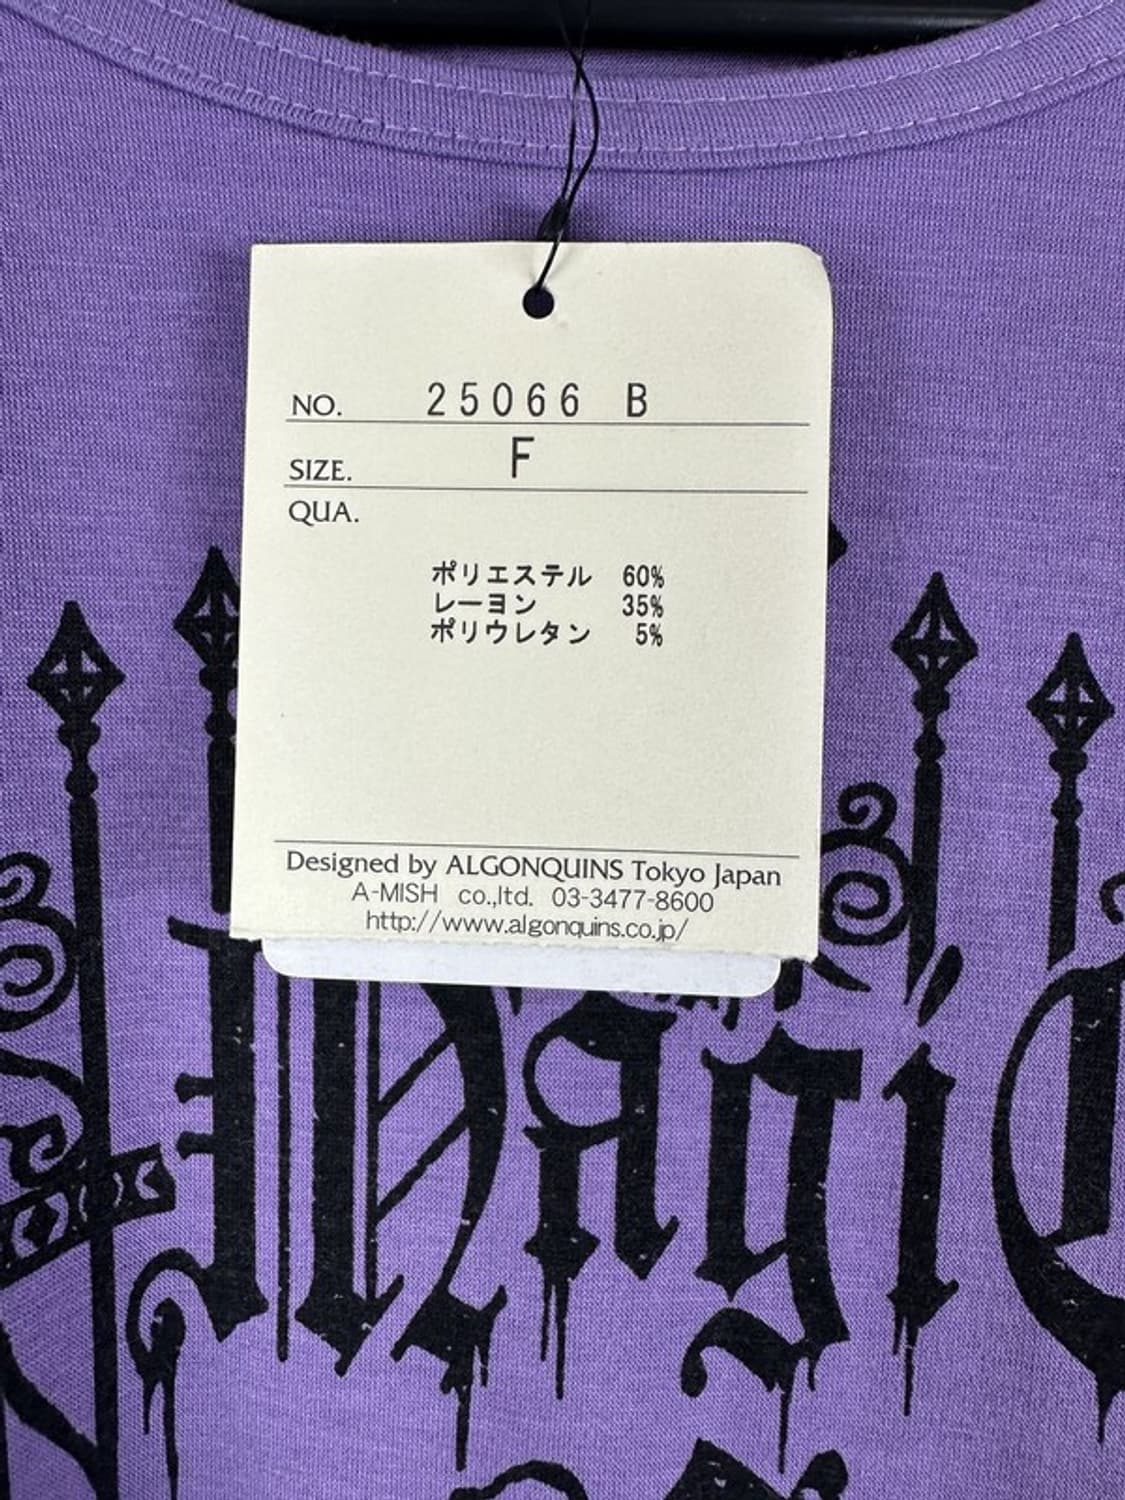 NO. 25066 B
SIZE. F
QUA.
ポリエステル 60%
レーヨン 35%
ポリウレタン 5%
Designed by ALGONQUINS Tokyo Japan
A-MISH co.,ltd. 03-3477-8600
http://www.algonquins.co.jp/
Magic